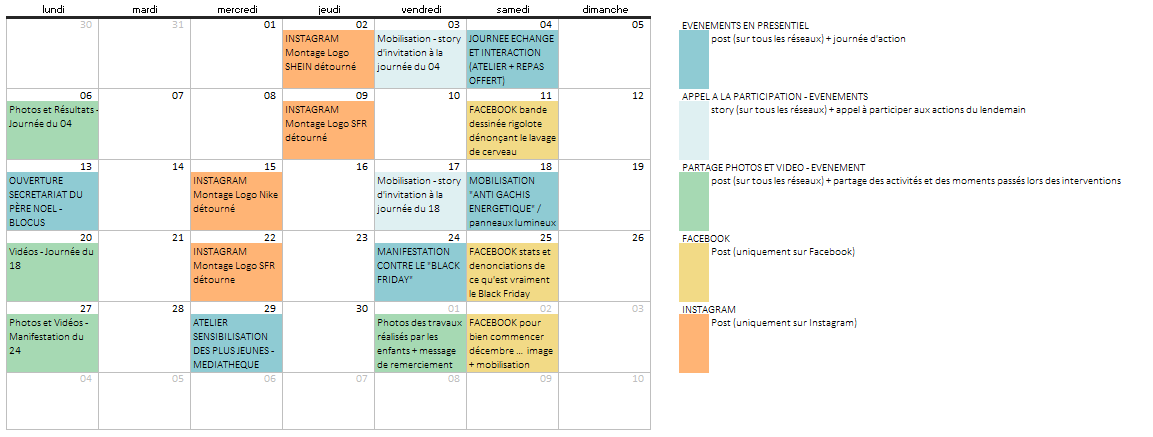 lundi mardi mercredi jeudi vendredi samedi dimanche
30 31 01 02 03 04 05
INSTAGRAM
Montage Logo
SHEIN détourné
Mobilisation - story
d'invitation à la
journée du 04
JOURNEE ECHANGE
ET INTERACTION
(ATELIER + REPAS
OFFERT)
06 07 08 09 10 11 12
Photos et Résultats -
Journée du 04
INSTAGRAM
Montage Logo SFR
détourné
FACEBOOK bande
dessinée rigolote
dénonçant le lavage
de cerveau
13 14 15 16 17 18 19
OUVERTURE
SECRETARIAT DU
PÈRE NOEL -
BLOCUS
INSTAGRAM
Montage Logo Nike
détourné
Mobilisation - story
d'invitation à la
journée du 18
MOBILISATION
"ANTI GACHIS
ENERGETIQUE" /
panneaux lumineux
20 21 22 23 24 25 26
Vidéos - Journée du
18
INSTAGRAM
Montage Logo SFR
détourne
MANIFESTATION
CONTRE LE "BLACK
FRIDAY"
FACEBOOK stats et
denonciations de
ce qu'est vraiment
le Black Friday
27 28 29 30 01 02 03
Photos et Vidéos -
Manifestation du
24
ATELIER
SENSIBILISATION
DES PLUS JEUNES -
MEDIATHEQUE
Photos des travaux
réalisés par les
enfants + message
de remerciement
FACEBOOK pour
bien commencer
décembre ... image
+ mobilisation
04 05 06 07 08 09 10
EVENEMENTS EN PRESENTIEL
post (sur tous les réseaux) + journée d'action
APPEL A LA PARTICIPATION - EVENEMENTS
story (sur tous les réseaux) + appel à participer aux actions du lendemain
PARTAGE PHOTOS ET VIDEO - EVENEMENT
post (sur tous les réseaux) + partage des activités et des moments passés lors des interventions
FACEBOOK
Post (uniquement sur Facebook)
INSTAGRAM
Post (uniquement sur Instagram)